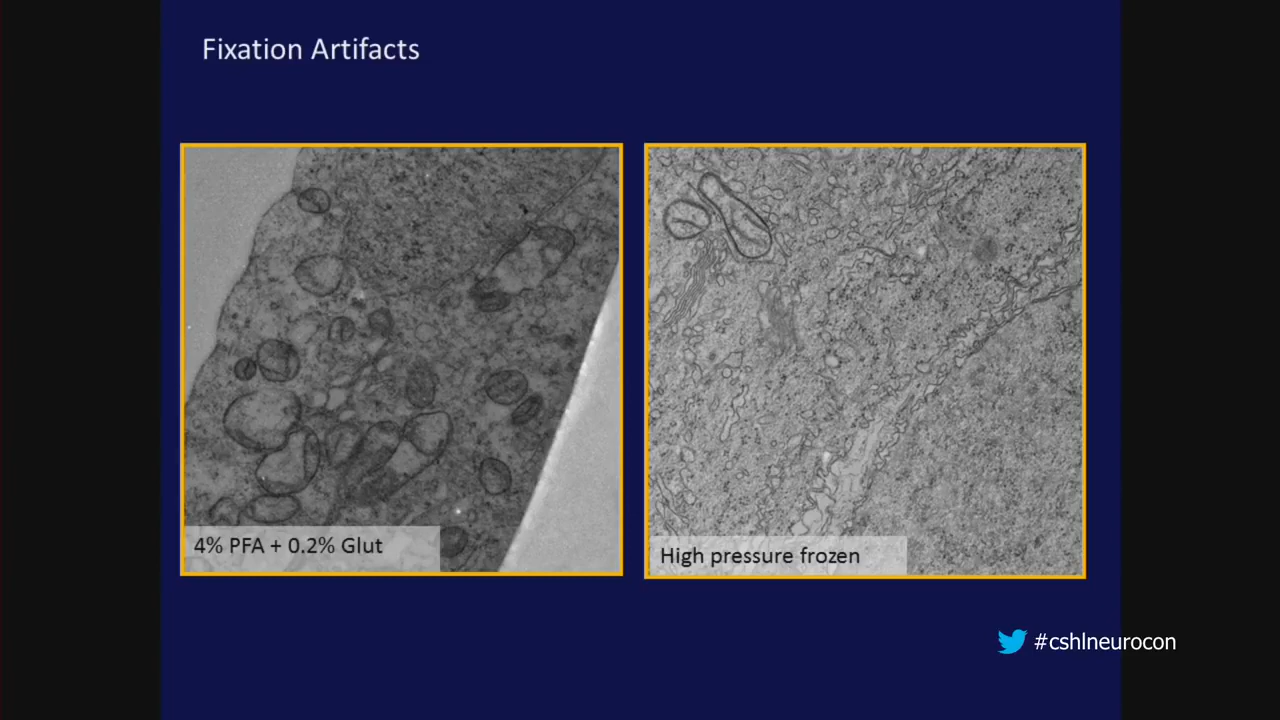 Fixation Artifacts
4% PFA + 0.2% Glut
High pressure frozen
#cshlneurocon